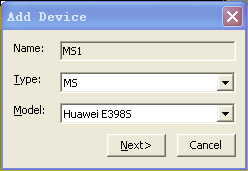 Add Device
Name: MS1
Type: MS
Model: Huawei E398S
Next> Cancel